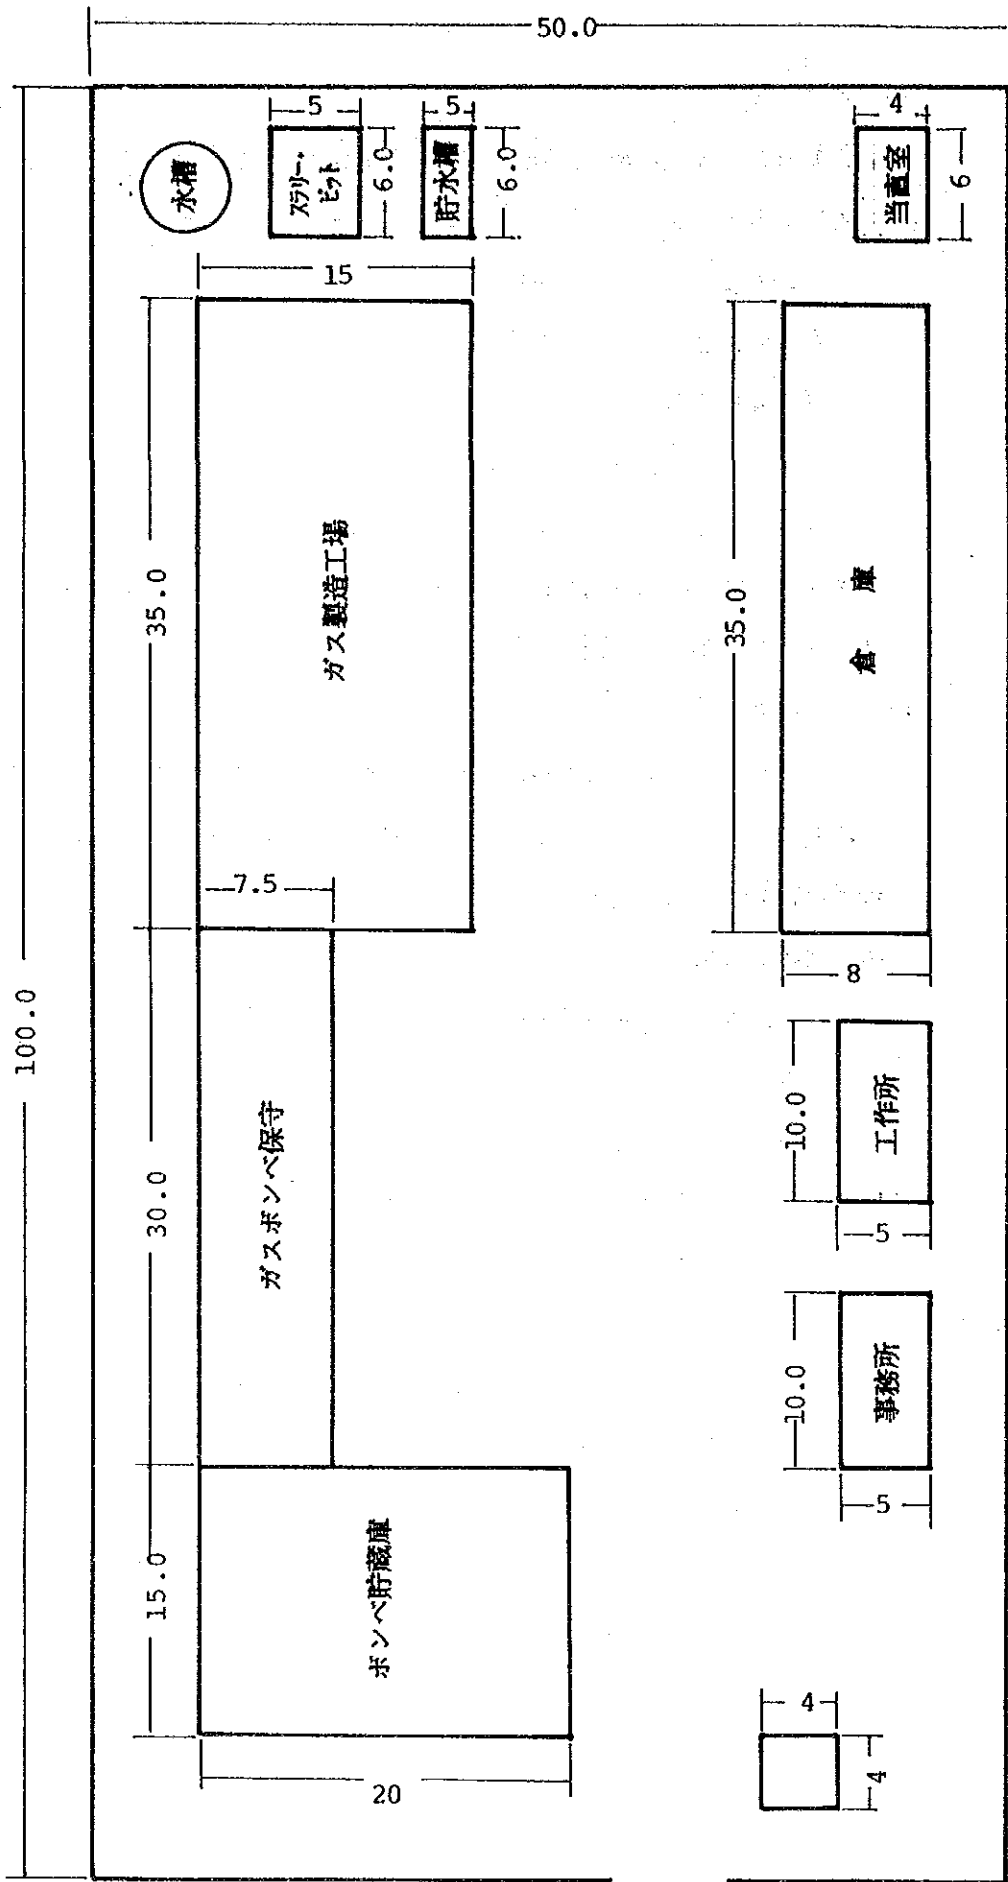 50.0
100.0
水槽
5
スラリー・
ピット
6.0
5
貯水槽
6.0
4
当直室
6
15
35.0
ガス製造工場
35.0
倉 庫
8
7.5
30.0
ガスボンベ保守
10.0
工作所
5
10.0
事務所
5
15.0
ボンベ貯蔵庫
20
4
4